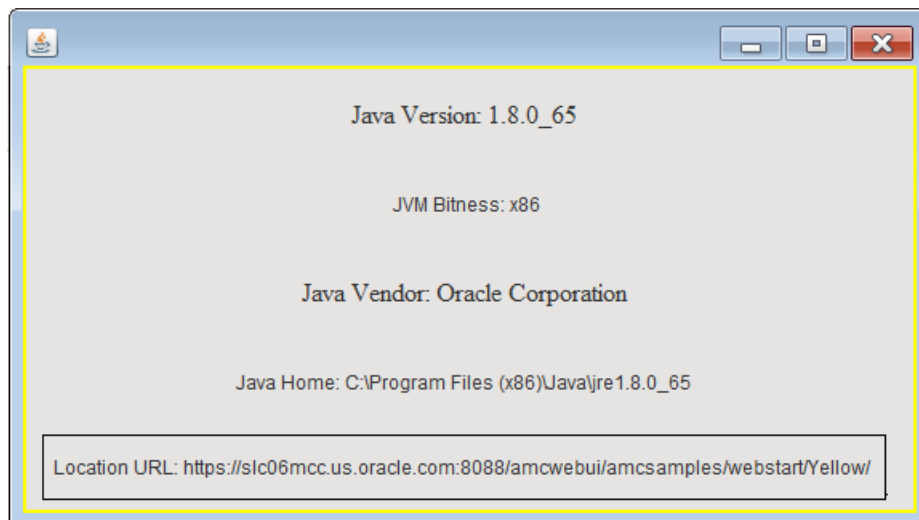 Java Version: 1.8.0_65
JVM Bitness: x86
Java Vendor: Oracle Corporation
Java Home: C:\Program Files (x86)\Java\jre1.8.0_65
Location URL: https://slc06mcc.us.oracle.com:8088/amcwebui/amcsamples/webstart/Yellow/